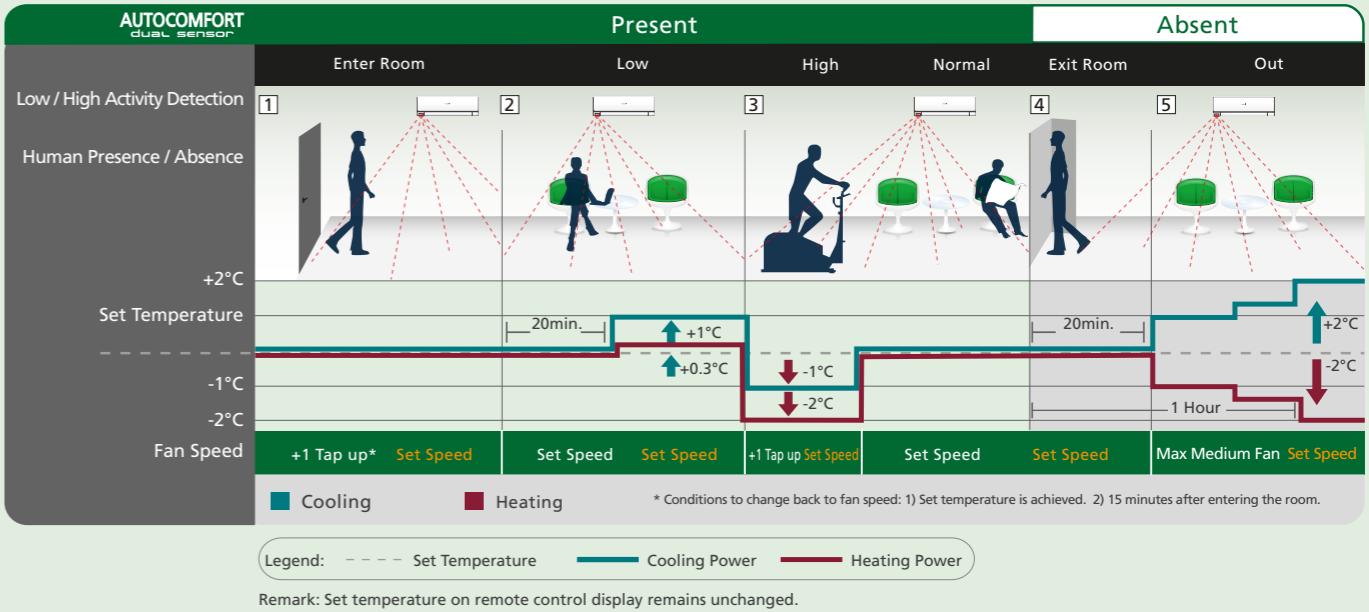 AUTOCOMFORT
dual sensor
Present
Absent
Enter Room
Low
High
Normal
Exit Room
Out
Low / High Activity Detection
1
2
3
4
5
Human Presence / Absence
+2°C
Set Temperature
20min.
+1°C
+0.3°C
-1°C
-2°C
20min.
+2°C
-2°C
1 Hour
-1°C
-2°C
Fan Speed
+1 Tap up* Set Speed
Set Speed Set Speed
+1 Tap up Set Speed
Set Speed Set Speed
Max Medium Fan Set Speed
Cooling
Heating
* Conditions to change back to fan speed: 1) Set temperature is achieved. 2) 15 minutes after entering the room.
Legend: Set Temperature Cooling Power Heating Power
Remark: Set temperature on remote control display remains unchanged.